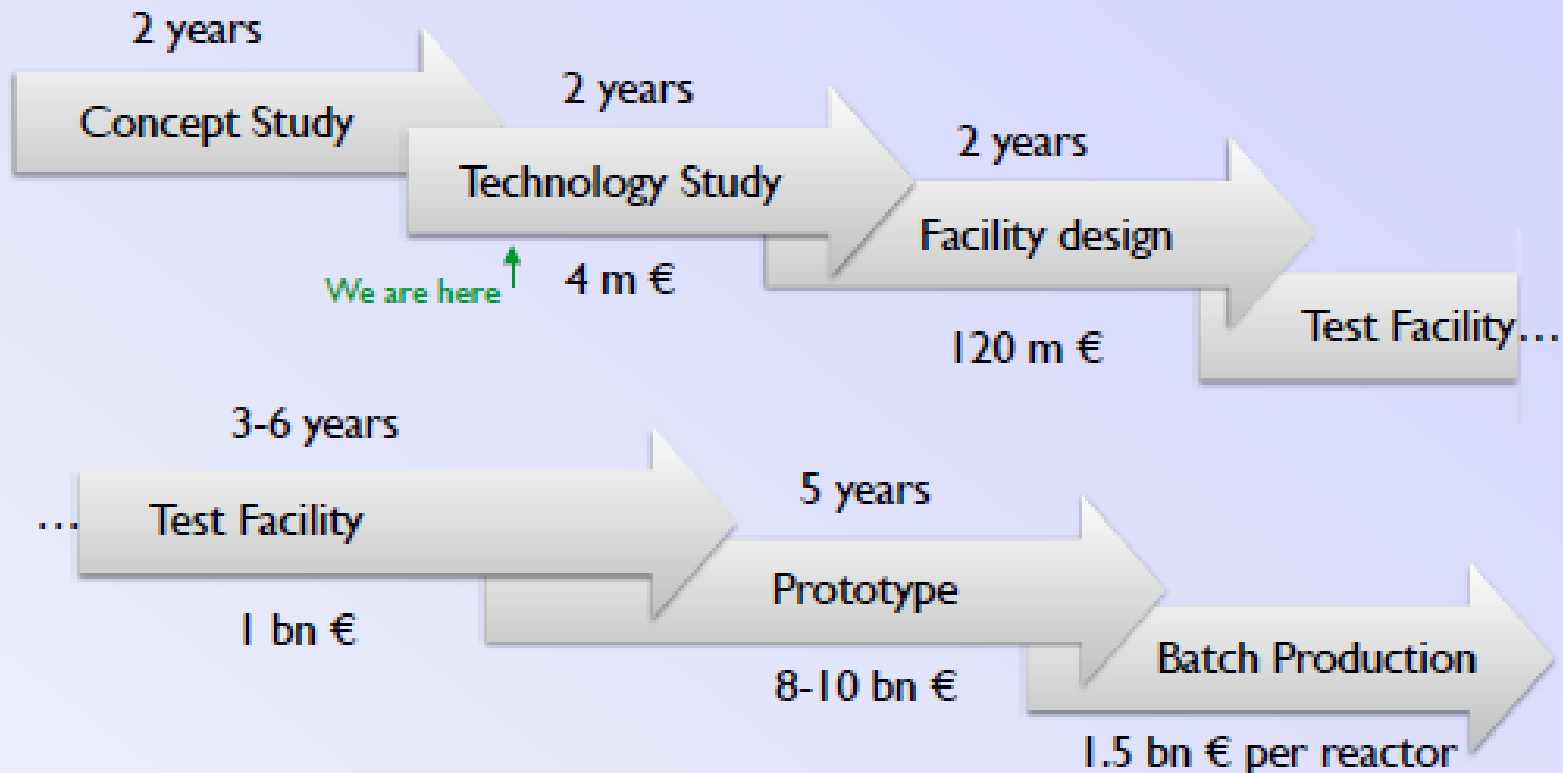 2 years
Concept Study
2 years
Technology Study
We are here
4 m €
2 years
Facility design
120 m €
Test Facility...
3-6 years
... Test Facility
1 bn €
5 years
Prototype
8-10 bn €
Batch Production
1.5 bn € per reactor